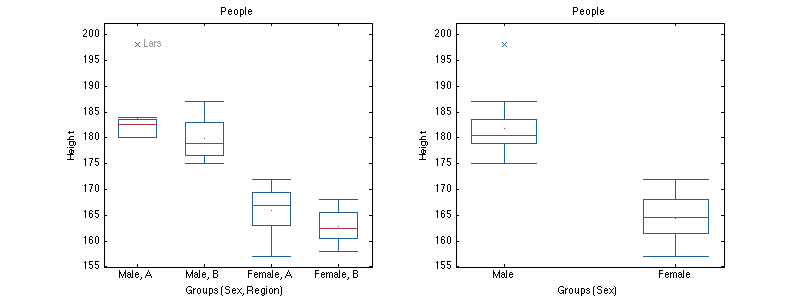 People
200
195
190
185
180
175
170
165
160
155
Height
Lars
Male, A
Male, B
Female, A
Female, B
Groups (Sex, Region)
People
200
195
190
185
180
175
170
165
160
155
Height
Male
Female
Groups (Sex)